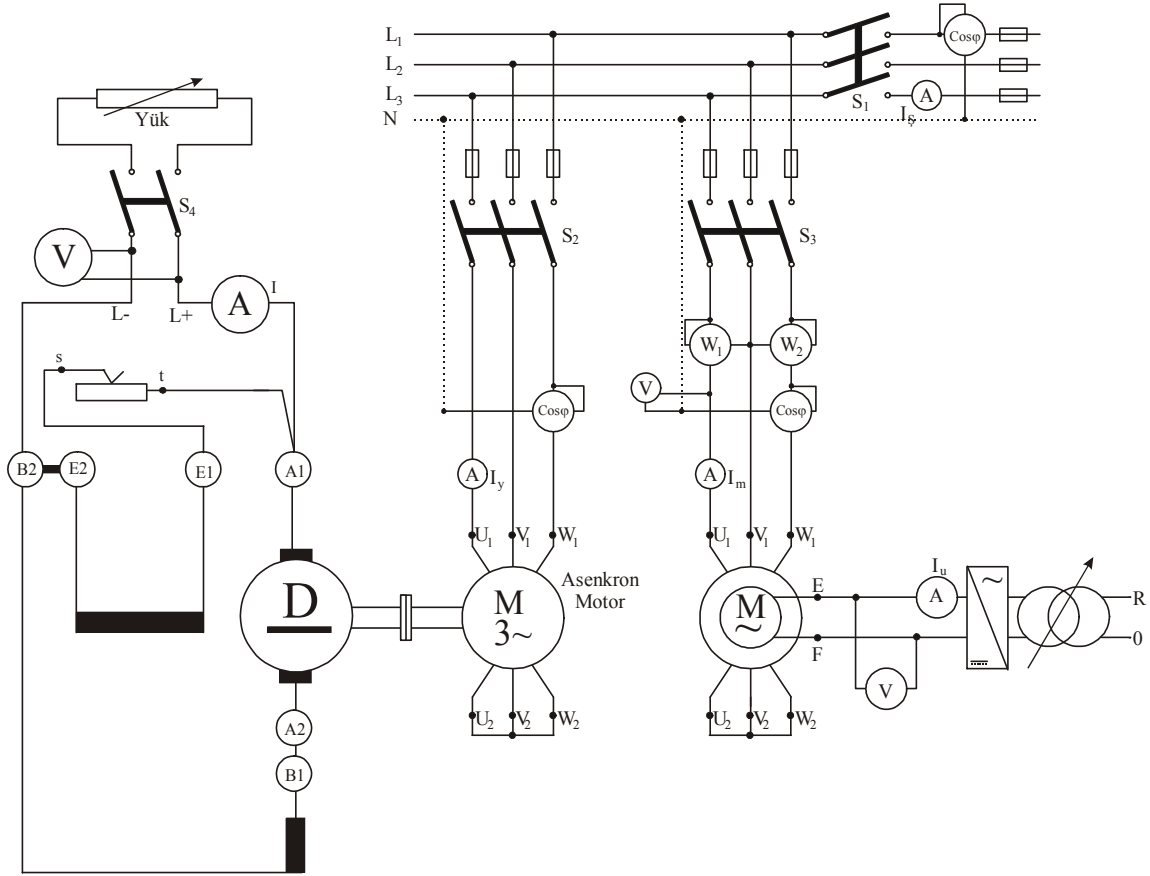 L1
L2
L3
N
S1
Cosφ
A
Iş
Yük
S4
V
L-
L+
A
I
S2
S3
W1
W2
V
Cosφ
Cosφ
s
t
B2
E2
E1
A1
A
Iy
A
Im
U1
V1
W1
U1
V1
W1
D
M
3~
Asenkron
Motor
M
~
E
F
Iu
A
V
~
R
0
U2
V2
W2
U2
V2
W2
A2
B1